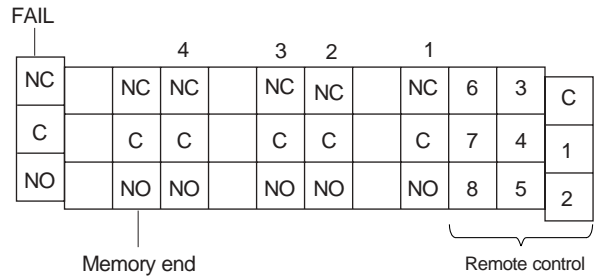 FAIL
4 3 2 1
NC NC NC NC NC NC 6 3 C
C C C C C C 7 4 1
NO NO NO NO NO NO 8 5 2
Memory end Remote control